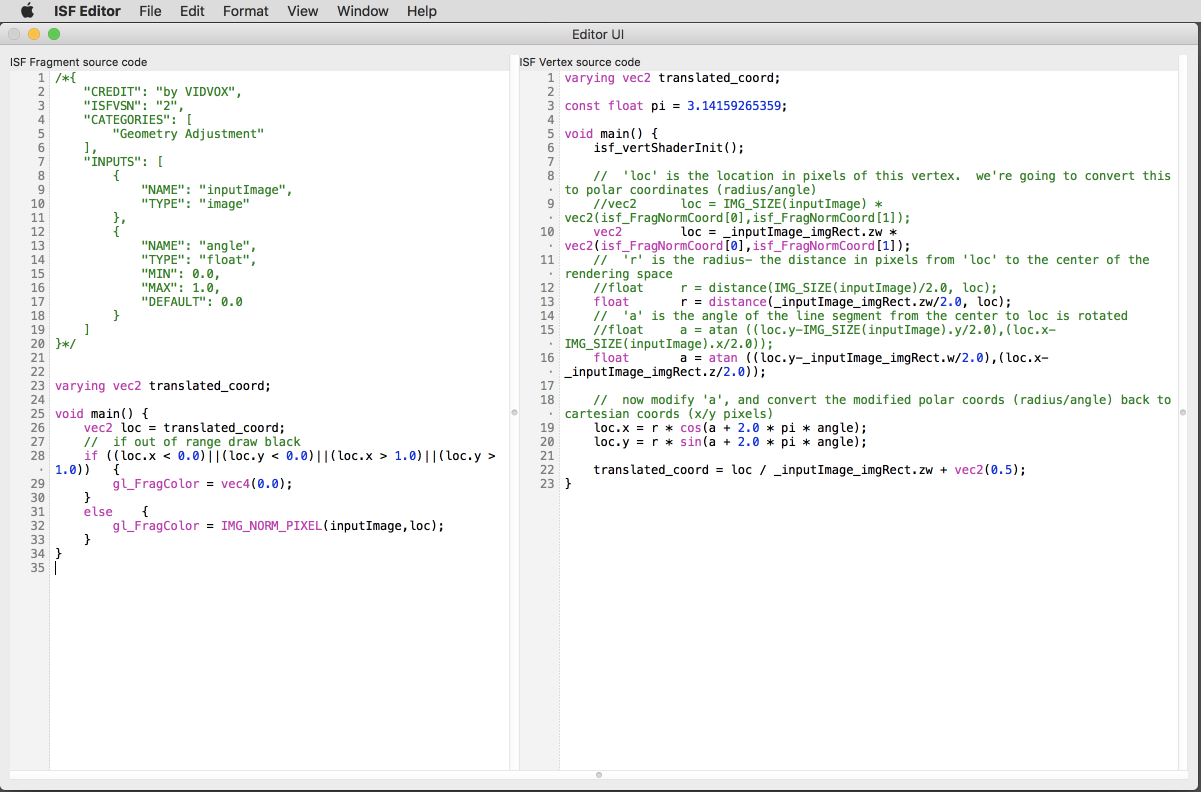 ISF Editor File Edit Format View Window Help
Editor UI
ISF Fragment source code
1 /*{
2     "CREDIT": "by VIDVOX",
3     "ISFVSN": "2",
4     "CATEGORIES": [
5         "Geometry Adjustment"
6     ],
7     "INPUTS": [
8         {
9             "NAME": "inputImage",
10             "TYPE": "image"
11         },
12         {
13             "NAME": "angle",
14             "TYPE": "float",
15             "MIN": 0.0,
16             "MAX": 1.0,
17             "DEFAULT": 0.0
18         }
19     ]
20 }*/
21
22
23 varying vec2 translated_coord;
24
25 void main() {
26     vec2 loc = translated_coord;
27     //  if out of range draw black
28     if ((loc.x < 0.0)||(loc.y < 0.0)||(loc.x > 1.0)||(loc.y >
· 1.0))   {
29         gl_FragColor = vec4(0.0);
30     }
31     else    {
32         gl_FragColor = IMG_NORM_PIXEL(inputImage,loc);
33     }
34 }
35
ISF Vertex source code
1 varying vec2 translated_coord;
2
3 const float pi = 3.14159265359;
4
5 void main() {
6     isf_vertShaderInit();
7
8     //  'loc' is the location in pixels of this vertex.  we're going to convert this
· to polar coordinates (radius/angle)
9     //vec2      loc = IMG_SIZE(inputImage) *
· vec2(isf_FragNormCoord[0],isf_FragNormCoord[1]);
10     vec2        loc = _inputImage_imgRect.zw *
· vec2(isf_FragNormCoord[0],isf_FragNormCoord[1]);
11     //  'r' is the radius- the distance in pixels from 'loc' to the center of the
· rendering space
12     //float     r = distance(IMG_SIZE(inputImage)/2.0, loc);
13     float       r = distance(_inputImage_imgRect.zw/2.0, loc);
14     //  'a' is the angle of the line segment from the center to loc is rotated
15     //float     a = atan ((loc.y-IMG_SIZE(inputImage).y/2.0),(loc.x-
· IMG_SIZE(inputImage).x/2.0));
16     float       a = atan ((loc.y-_inputImage_imgRect.w/2.0),(loc.x-
· _inputImage_imgRect.z/2.0));
17
18     //  now modify 'a', and convert the modified polar coords (radius/angle) back to
· cartesian coords (x/y pixels)
19     loc.x = r * cos(a + 2.0 * pi * angle);
20     loc.y = r * sin(a + 2.0 * pi * angle);
21
22     translated_coord = loc / _inputImage_imgRect.zw + vec2(0.5);
23 }